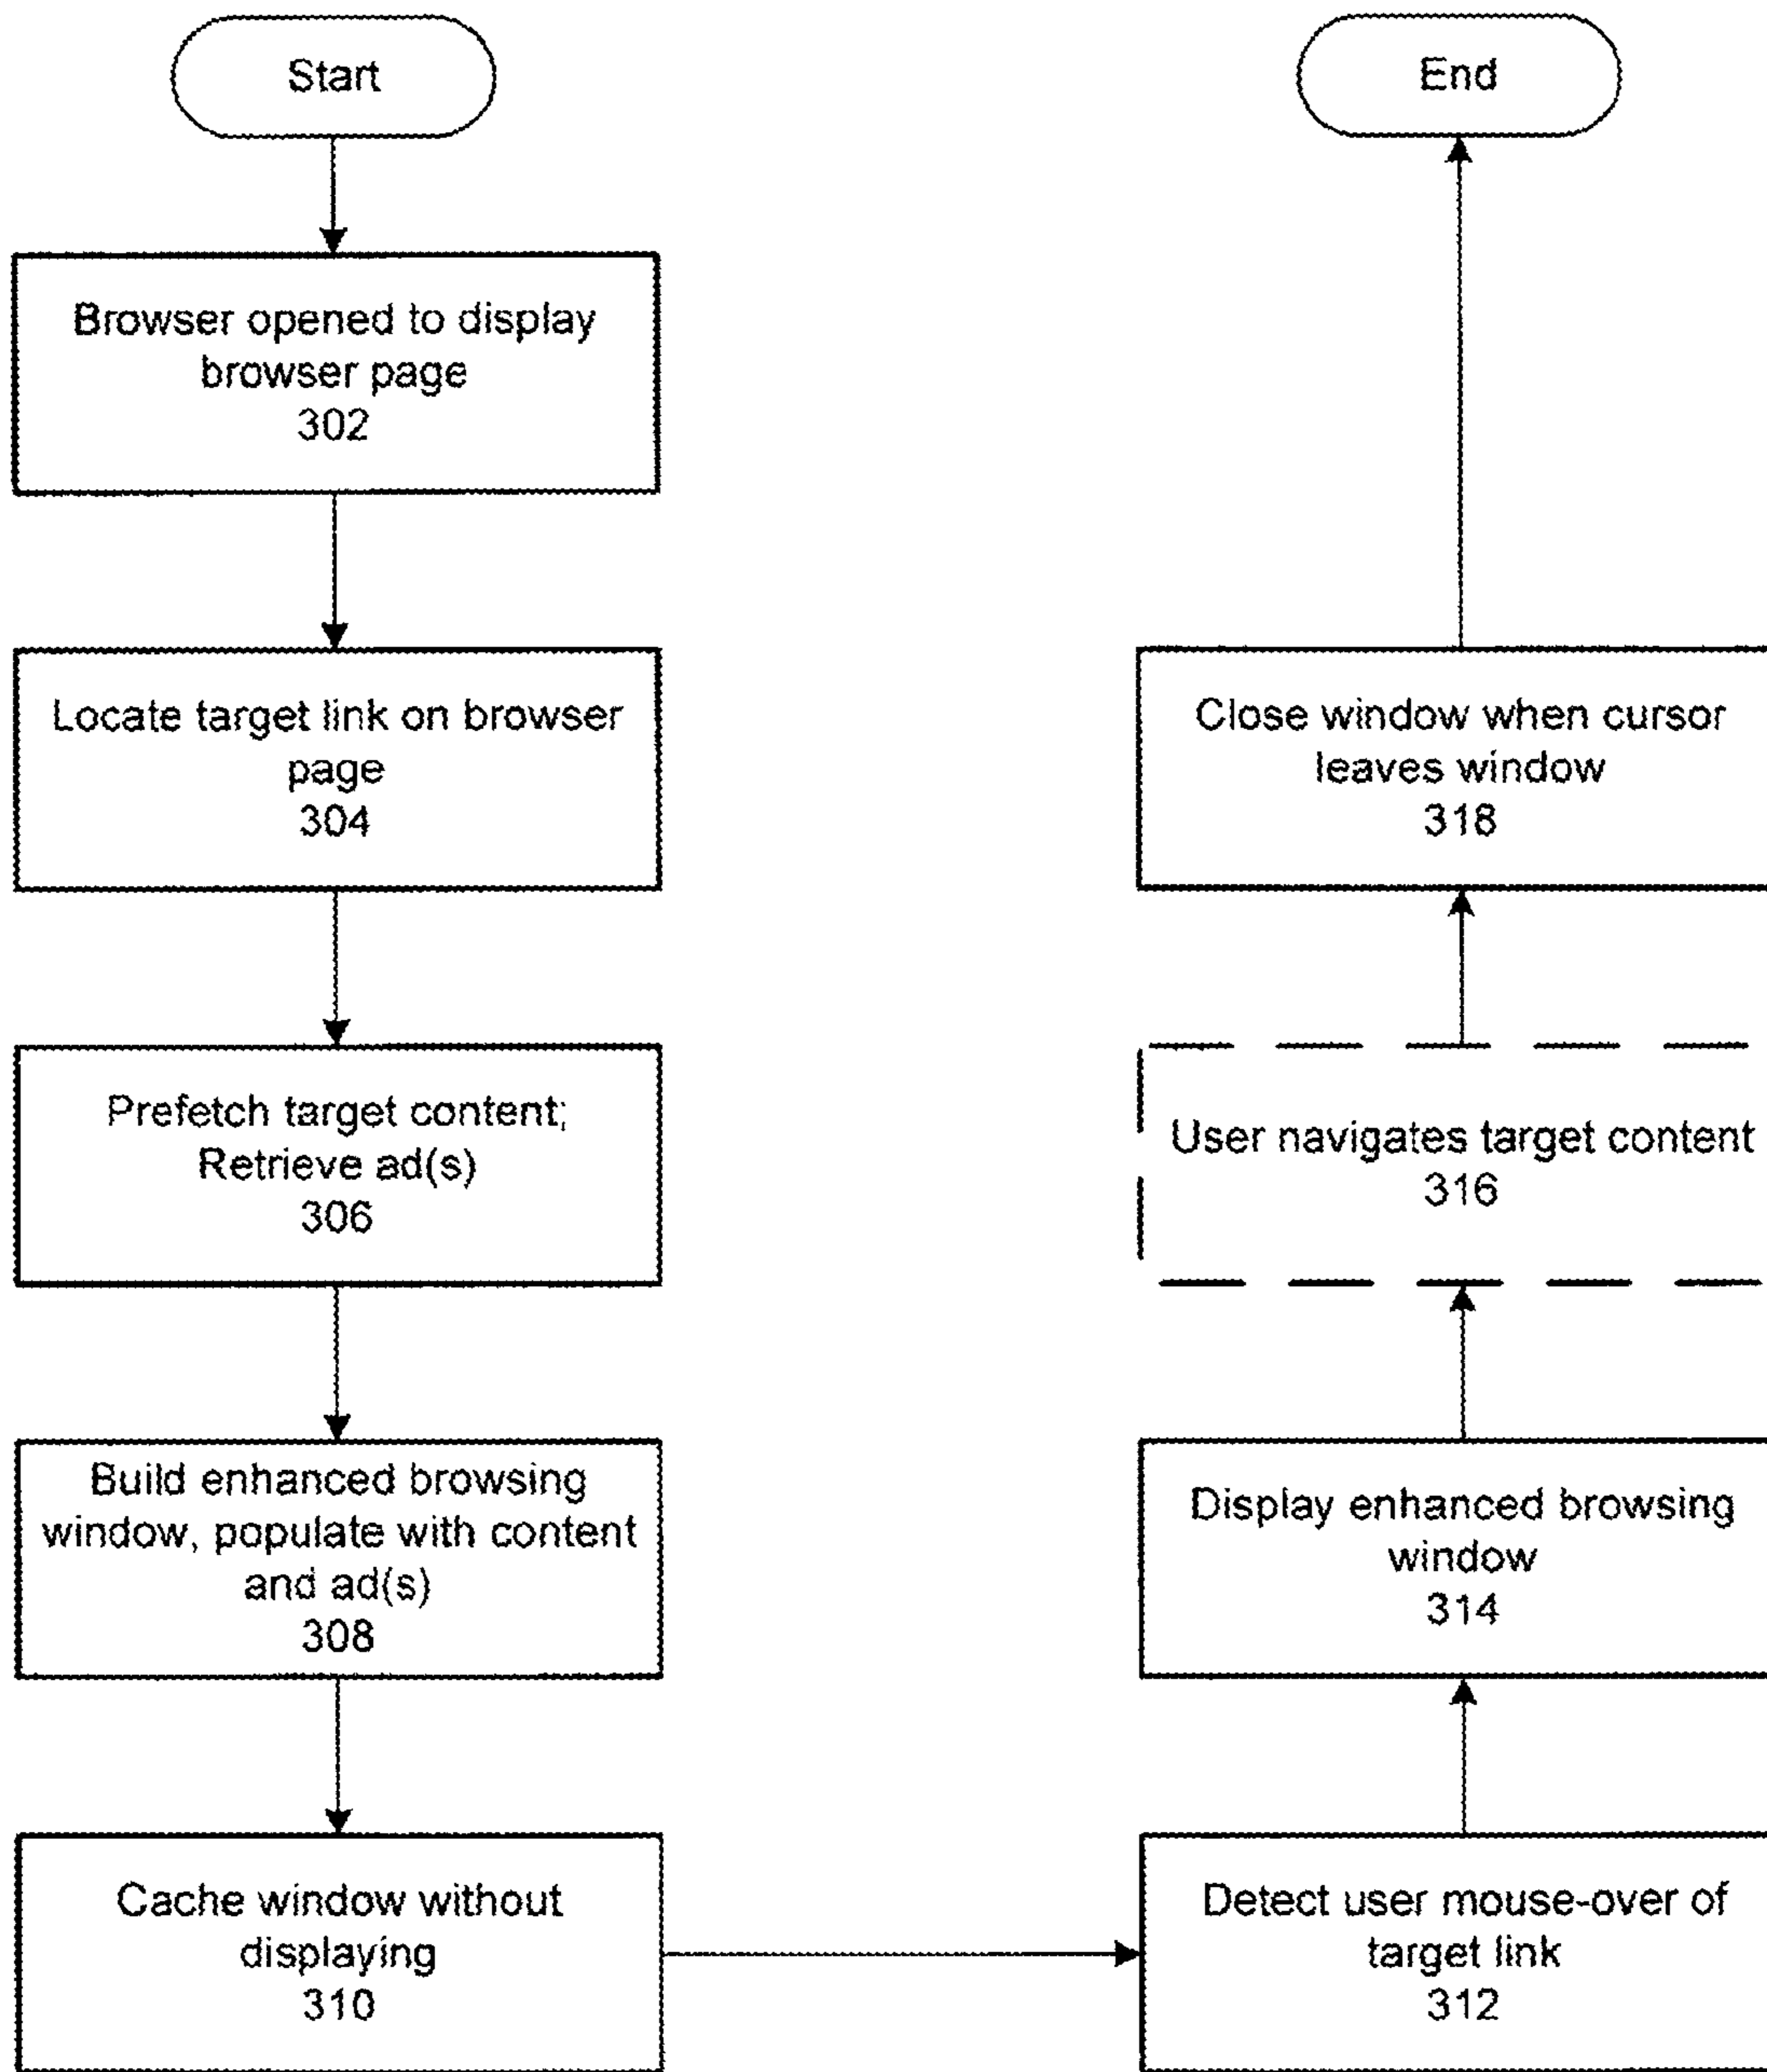 Start
Browser opened to display
browser page
302
Locate target link on browser
page
304
Prefetch target content;
Retrieve ad(s)
306
Build enhanced browsing
window, populate with content
and ad(s)
308
Cache window without
displaying
310
Detect user mouse-over of
target link
312
Display enhanced browsing
window
314
User navigates target content
316
Close window when cursor
leaves window
318
End